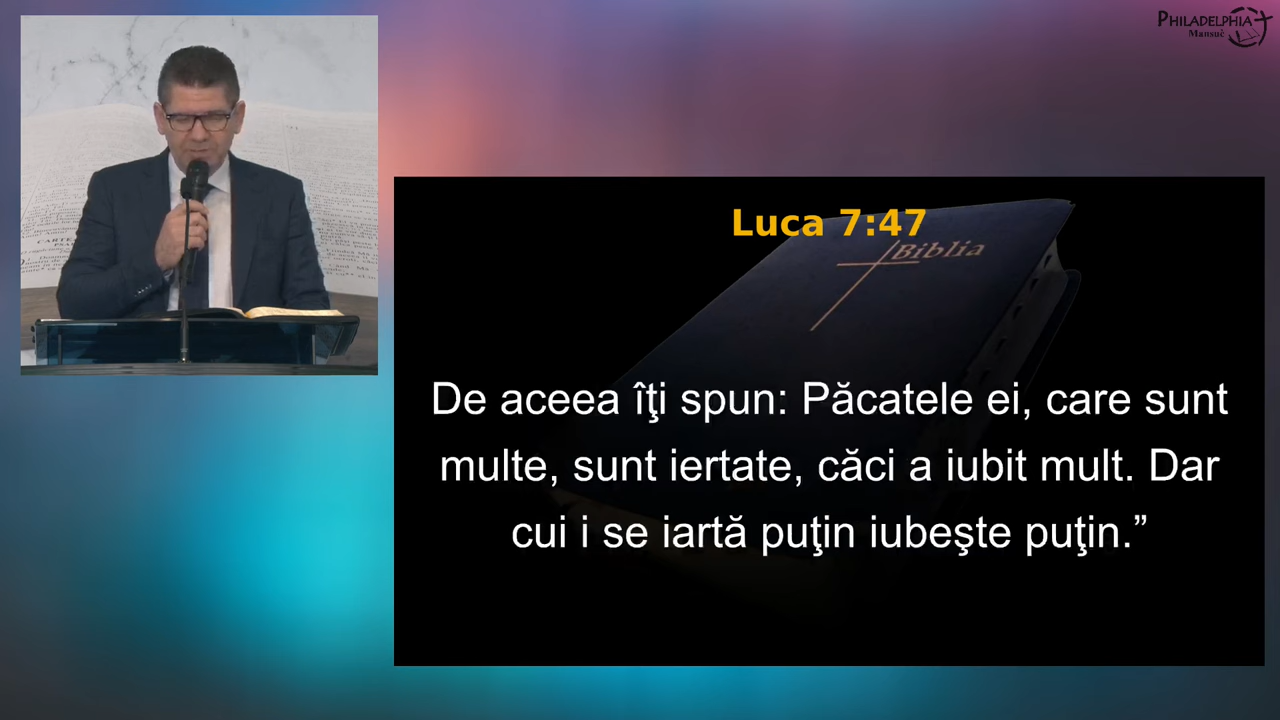 PHILADELPHIA
Mansuè
Luca 7:47
Biblia
De aceea îţi spun: Păcatele ei, care sunt
multe, sunt iertate, căci a iubit mult. Dar
cui i se iartă puţin iubeşte puţin.”